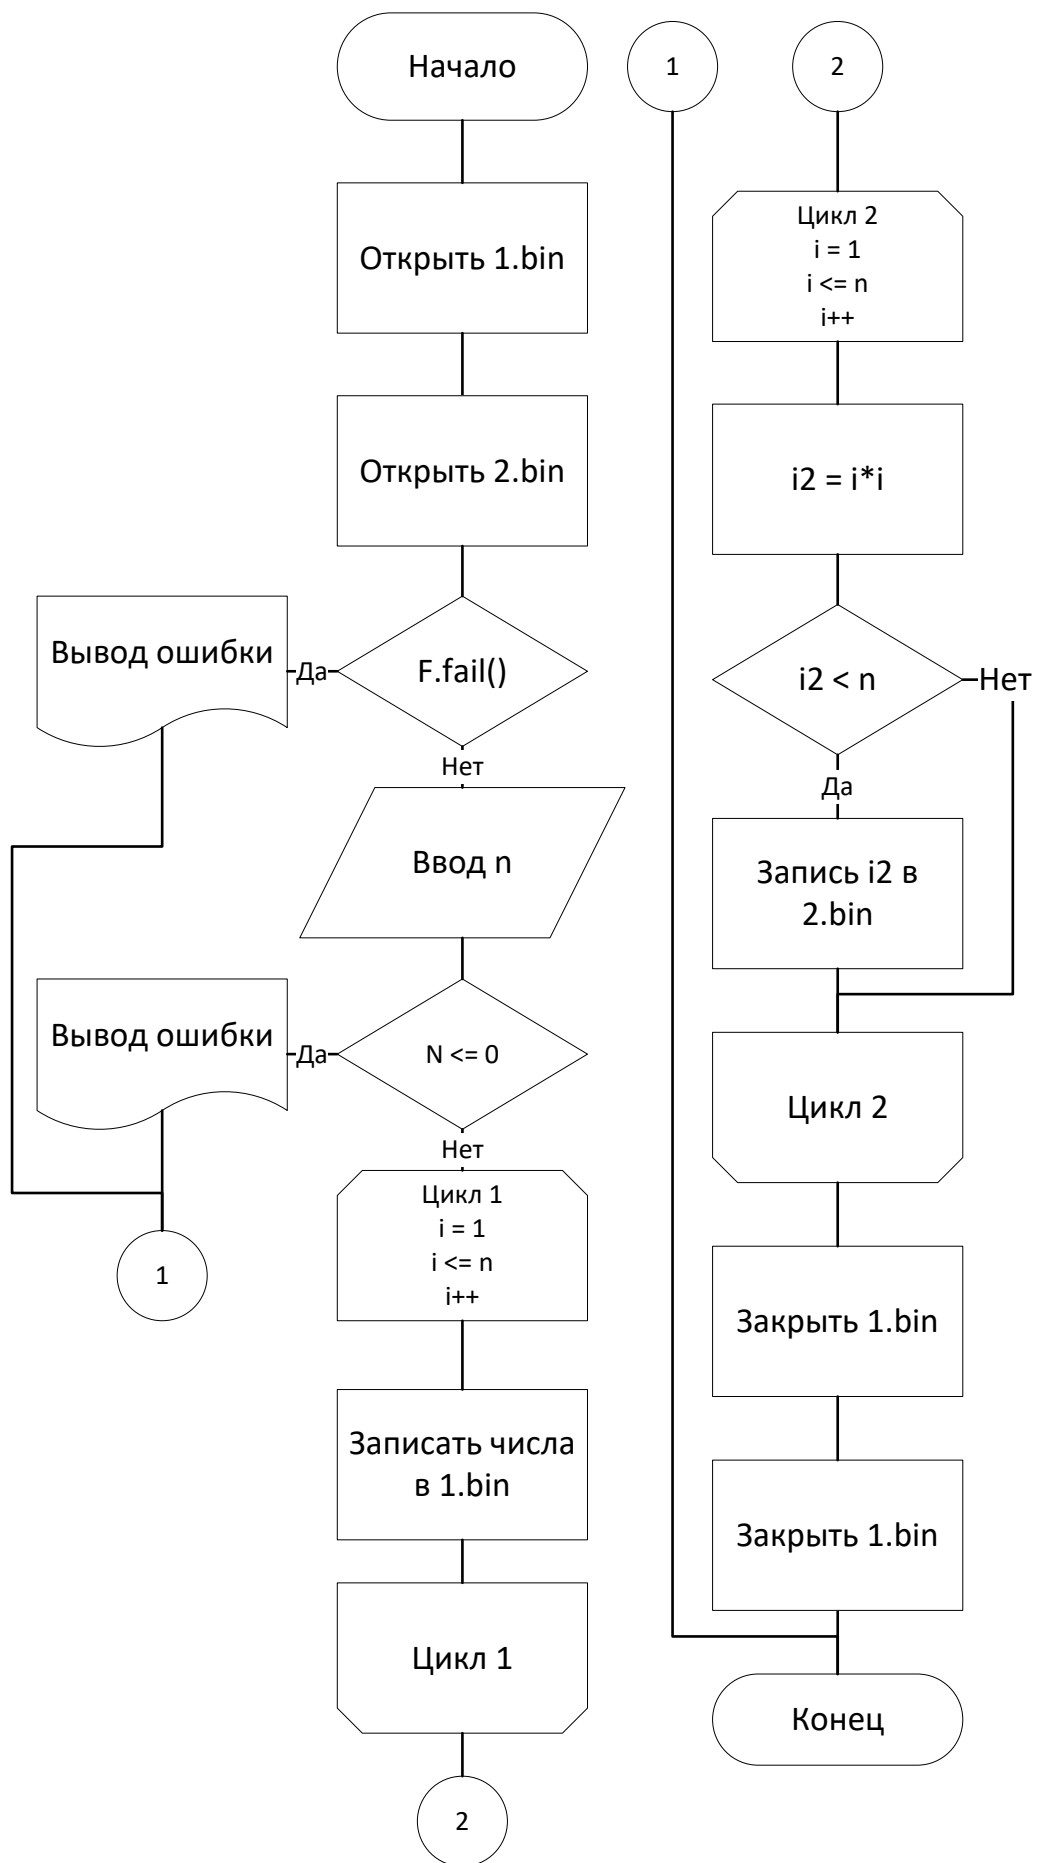 Начало
Открыть 1.bin
Открыть 2.bin
F.fail()
Да
Вывод ошибки
Нет
Ввод n
N <= 0
Да
Вывод ошибки
1
Нет
Цикл 1
i = 1
i <= n
i++
Записать числа
в 1.bin
Цикл 1
2
1
2
Цикл 2
i = 1
i <= n
i++
i2 = i*i
i2 < n
Нет
Да
Запись i2 в
2.bin
Цикл 2
Закрыть 1.bin
Закрыть 1.bin
Конец